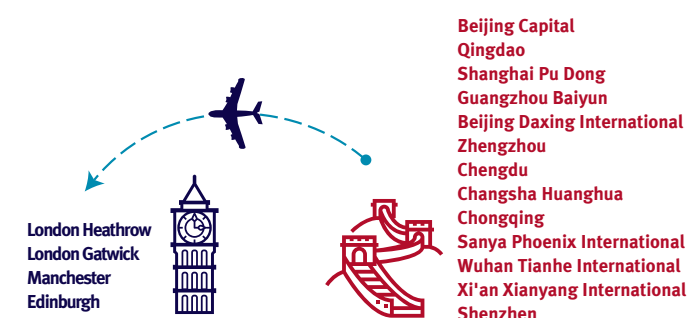 Beijing Capital
Qingdao
Shanghai Pu Dong
Guangzhou Baiyun
Beijing Daxing International
Zhengzhou
Chengdu
Changsha Huanghua
Chongqing
Sanya Phoenix International
Wuhan Tianhe International
Xi'an Xianyang International
Shenzhen
London Heathrow
London Gatwick
Manchester
Edinburgh